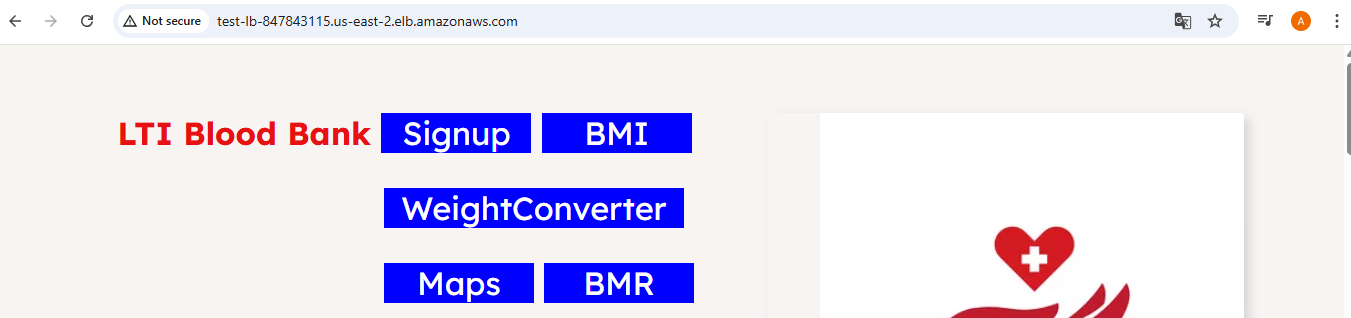 Not secure test-lb-847843115.us-east-2.elb.amazonaws.com A
LTI Blood Bank Signup BMI
WeightConverter
Maps BMR